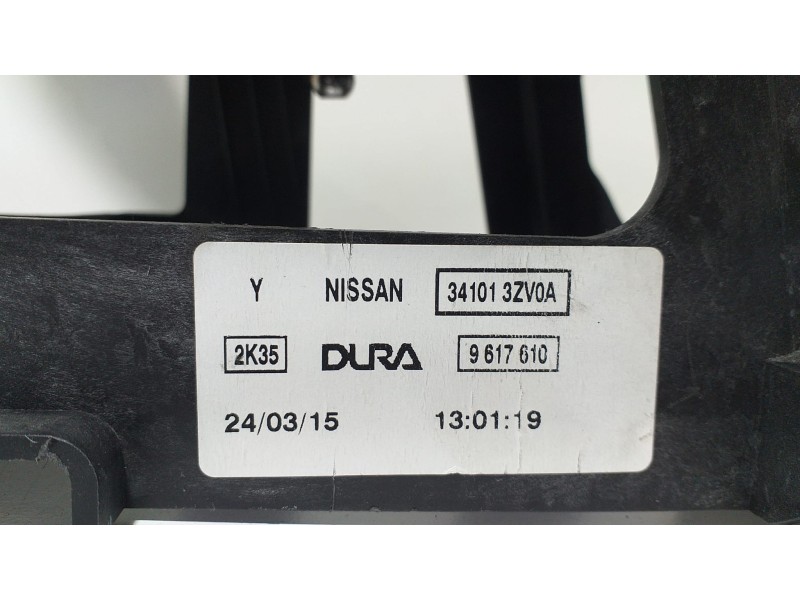 Y NISSAN 34101 3ZV0A
2K35 DURA 9 617 610
24/03/15 13:01:19